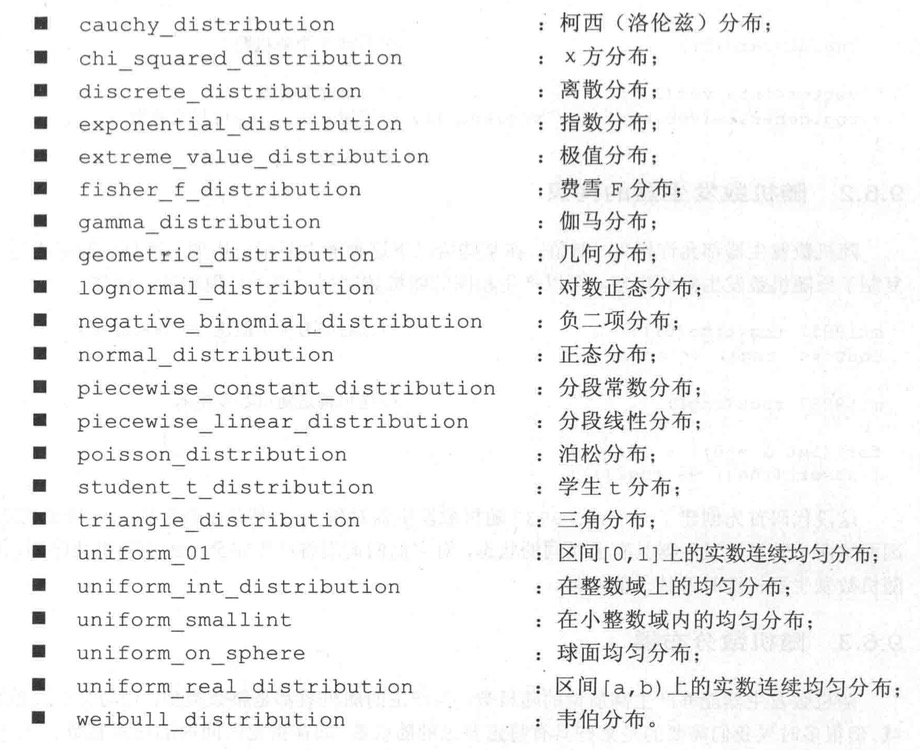 ■ cauchy_distribution : 柯西（洛伦兹）分布；
■ chi_squared_distribution : x方分布；
■ discrete_distribution : 离散分布；
■ exponential_distribution : 指数分布；
■ extreme_value_distribution : 极值分布；
■ fisher_f_distribution : 费雪 F 分布；
■ gamma_distribution : 伽马分布；
■ geometric_distribution : 几何分布；
■ lognormal_distribution : 对数正态分布；
■ negative_binomial_distribution : 负二项分布；
■ normal_distribution : 正态分布；
■ piecewise_constant_distribution : 分段常数分布；
■ piecewise_linear_distribution : 分段线性分布；
■ poisson_distribution : 泊松分布；
■ student_t_distribution : 学生 t 分布；
■ triangle_distribution : 三角分布；
■ uniform_01 : 区间[0,1]上的实数连续均匀分布；
■ uniform_int_distribution : 在整数域上的均匀分布；
■ uniform_smallint : 在小整数域内的均匀分布；
■ uniform_on_sphere : 球面均匀分布；
■ uniform_real_distribution : 区间[a,b)上的实数连续均匀分布；
■ weibull_distribution : 韦伯分布。